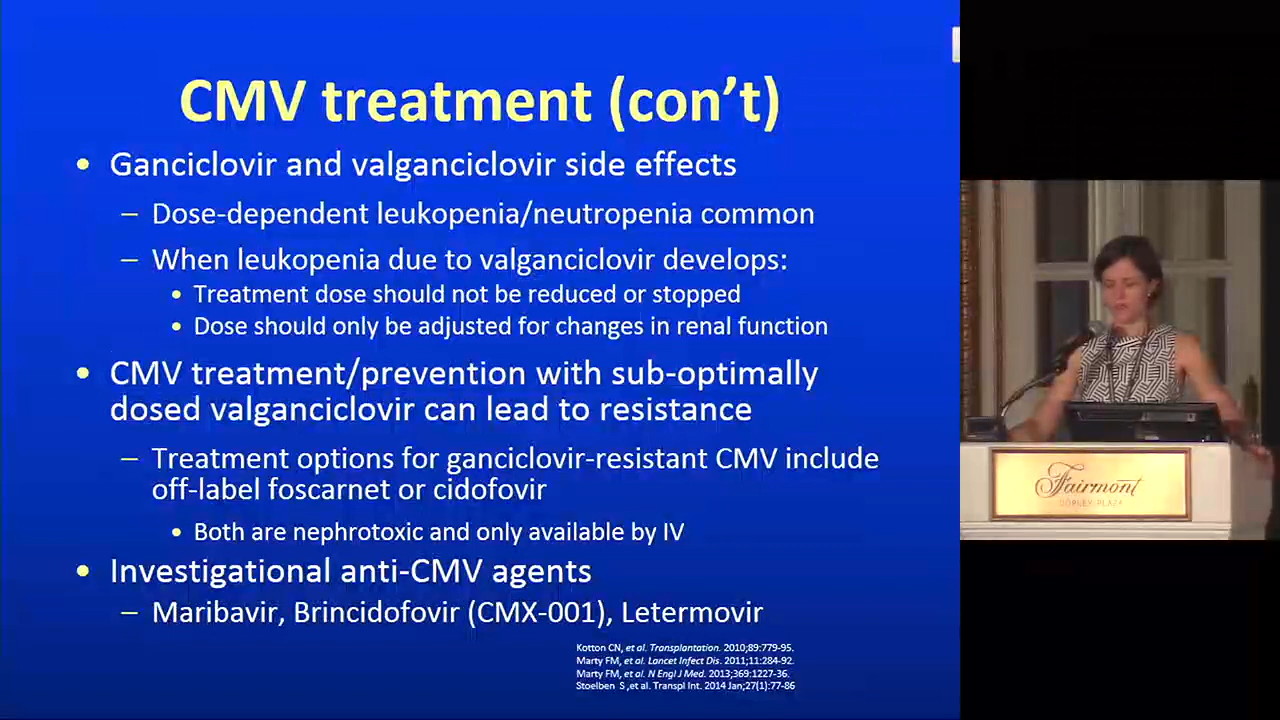 CMV treatment (con’t)
• Ganciclovir and valganciclovir side effects
– Dose-dependent leukopenia/neutropenia common
– When leukopenia due to valganciclovir develops:
• Treatment dose should not be reduced or stopped
• Dose should only be adjusted for changes in renal function
• CMV treatment/prevention with sub-optimally
dosed valganciclovir can lead to resistance
– Treatment options for ganciclovir-resistant CMV include
off-label foscarnet or cidofovir
• Both are nephrotoxic and only available by IV
• Investigational anti-CMV agents
– Maribavir, Brincidofovir (CMX-001), Letermovir
Kotton CN, et al. Transplantation. 2010;89:779-95.
Marty FM, et al. Lancet Infect Dis. 2011;11:284-92.
Marty FM, et al. N Engl J Med. 2013;369:1227-36.
Stoelben S ,et al. Transpl Int. 2014 Jan;27(1):77-86
Fairmont
COPLEY PLAZA